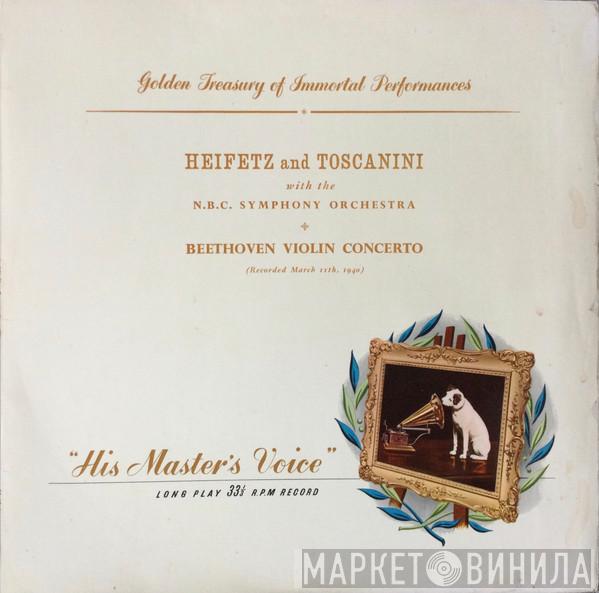 Golden Treasury of Immortal Performances
HEIFETZ and TOSCANINI
with the
N.B.C. SYMPHONY ORCHESTRA
BEETHOVEN VIOLIN CONCERTO
(Recorded March 11th, 1940)
"His Master's Voice"
LONG PLAY 33⅓ R.P.M RECORD
МАРКЕТ ВИНИЛА